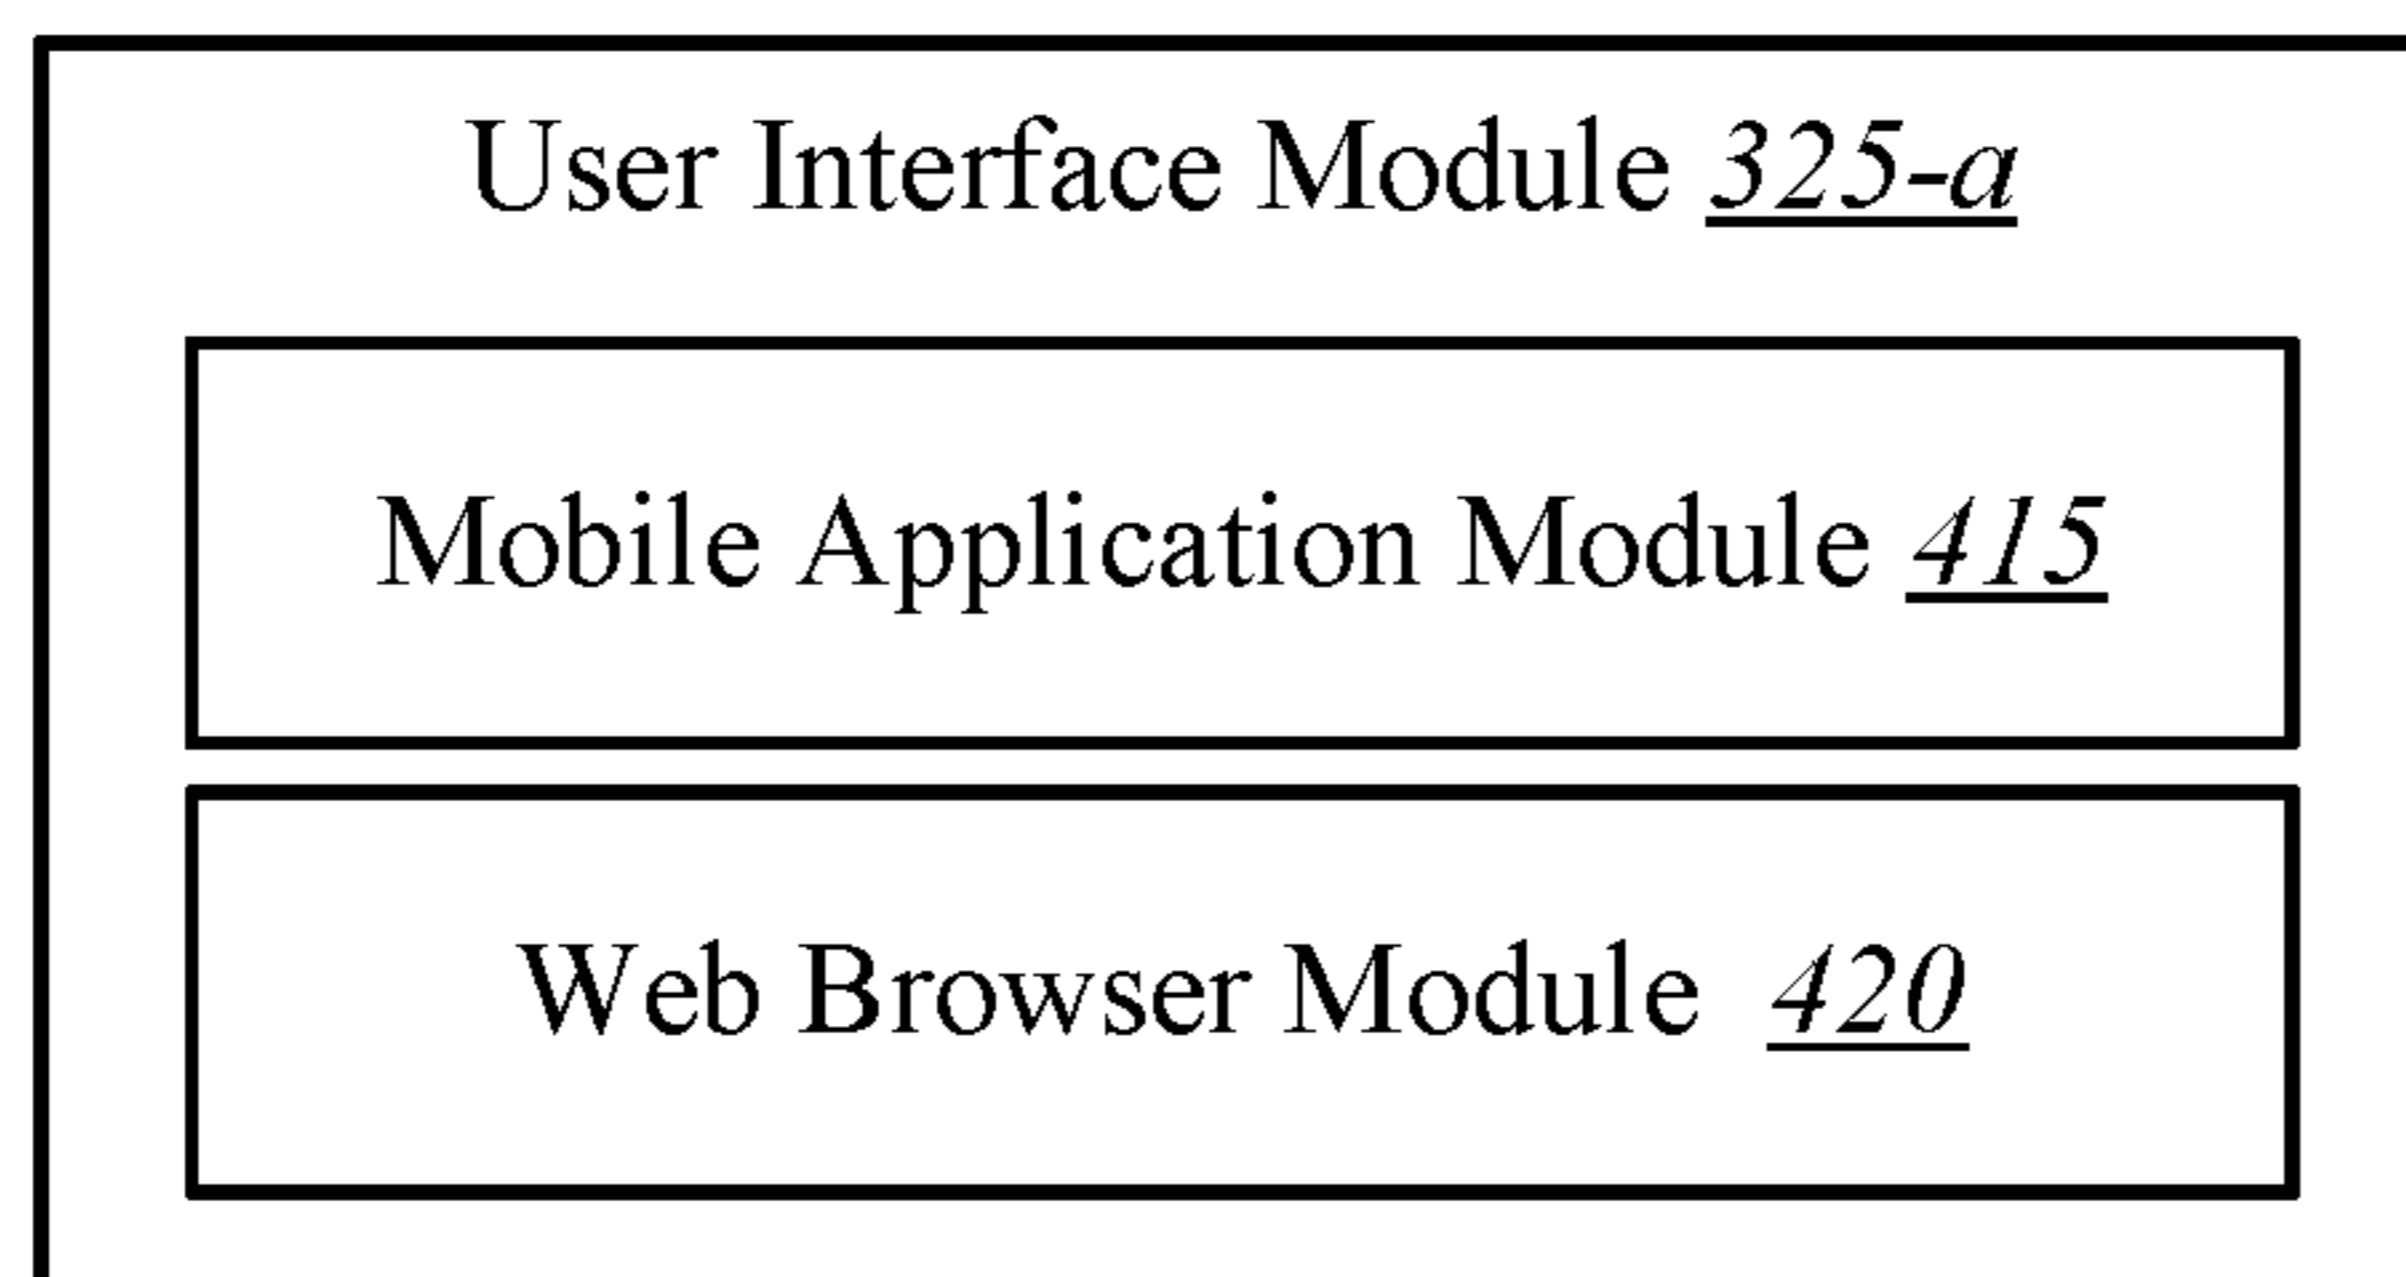 User Interface Module 325-a
Mobile Application Module 415
Web Browser Module 420